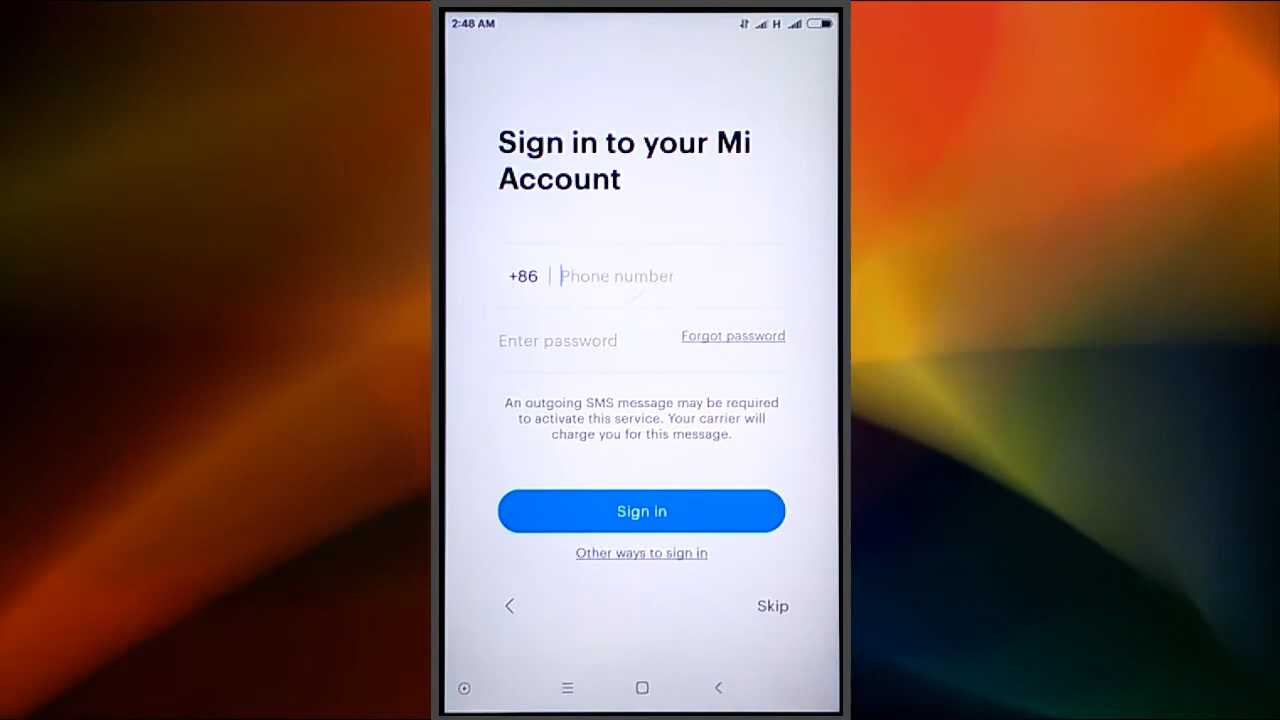 2:48 AM
H
Sign in to your Mi
Account
+86
Phone number
Enter password
Forgot password
An outgoing SMS message may be required
to activate this service. Your carrier will
charge you for this message.
Sign in
Other ways to sign in
Skip